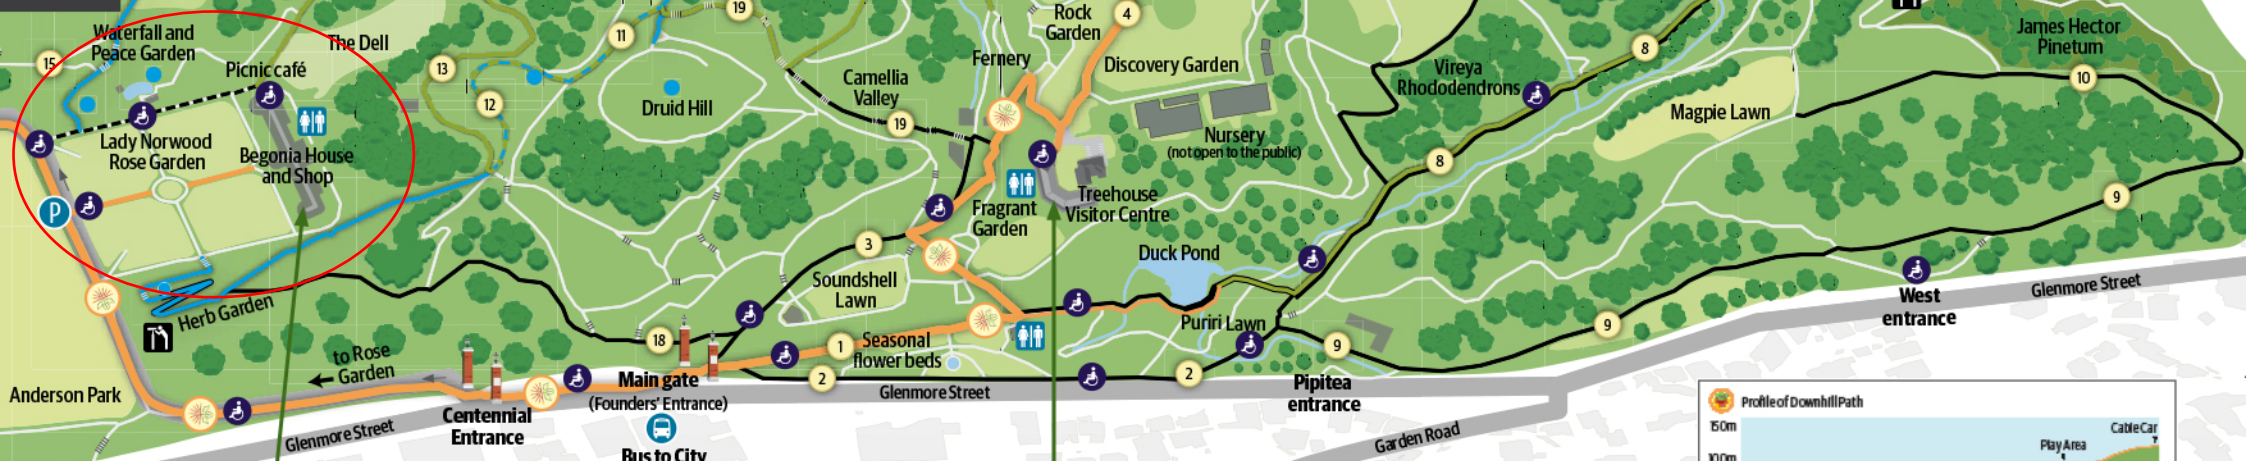 Waterfall and
Peace Garden
The Dell
15
Picnic café
13
12
11
19
Druid Hill
Lady Norwood
Rose Garden
Begonia House
and Shop
P
Herb Garden
Anderson Park
to Rose
Garden
Glenmore Street
Centennial
Entrance
18
Main gate
(Founders' Entrance)
Bus to City
Rock
Garden
4
Fernery
Discovery Garden
Camellia
Valley
19
Nursery
(not open to the public)
Treehouse
Visitor Centre
Fragrant
Garden
3
Soundshell
Lawn
1
Seasonal
flower beds
2
Glenmore Street
Duck Pond
Puriri Lawn
2
9
Pipitea
entrance
Vireya
Rhododendrons
8
8
Magpie Lawn
James Hector
Pinetum
10
9
9
West
entrance
Glenmore Street
Garden Road
Profile of Downhill Path
150m
100m
Cable Car
Play Area